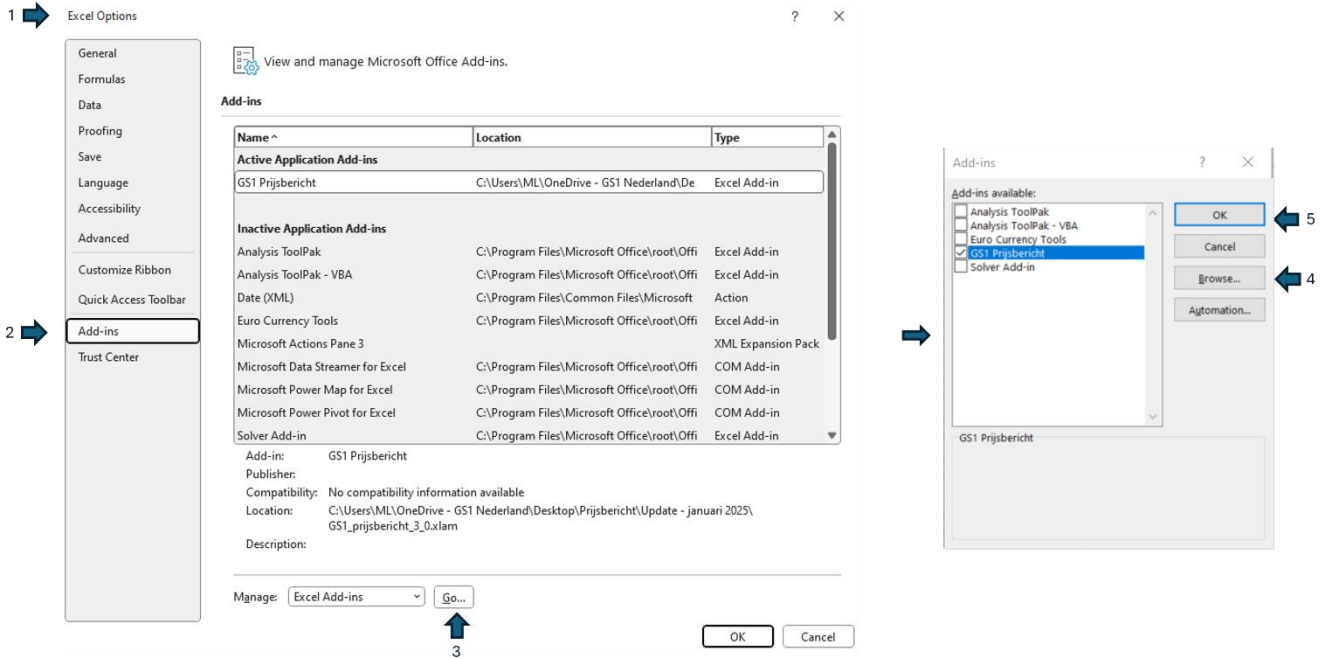 1
Excel Options
?
General
Formulas
Data
Proofing
Save
Language
Accessibility
Advanced
Customize Ribbon
Quick Access Toolbar
2
Add-ins
Trust Center
View and manage Microsoft Office Add-ins.
Add-ins
Name Location Type
Active Application Add-ins
GS1 Prijsbericht C:\Users\ML\OneDrive - GS1 Nederland\De Excel Add-in
Inactive Application Add-ins
Analysis ToolPak C:\Program Files\Microsoft Office\root\Offi Excel Add-in
Analysis ToolPak - VBA C:\Program Files\Microsoft Office\root\Offi Excel Add-in
Date (XML) C:\Program Files\Common Files\Microsoft Action
Euro Currency Tools C:\Program Files\Microsoft Office\root\Offi Excel Add-in
Microsoft Actions Pane 3 XML Expansion Pack
Microsoft Data Streamer for Excel C:\Program Files\Microsoft Office\root\Offi COM Add-in
Microsoft Power Map for Excel C:\Program Files\Microsoft Office\root\Offi COM Add-in
Microsoft Power Pivot for Excel C:\Program Files\Microsoft Office\root\Offi COM Add-in
Solver Add-in C:\Program Files\Microsoft Office\root\Offi Excel Add-in
Add-in: GS1 Prijsbericht
Publisher:
Compatibility: No compatibility information available
Location: C:\Users\ML\OneDrive - GS1 Nederland\Desktop\Prijsbericht\Update - januari 2025\
GS1_prijsbericht_3_0.xlam
Description:
Manage: Excel Add-ins Go...
3
OK Cancel
Add-ins ?
Add-ins available:
Analysis ToolPak
Analysis ToolPak - VBA
Euro Currency Tools
GS1 Prijsbericht
Solver Add-in
OK 5
Cancel
Browse... 4
Automation...
GS1 Prijsbericht